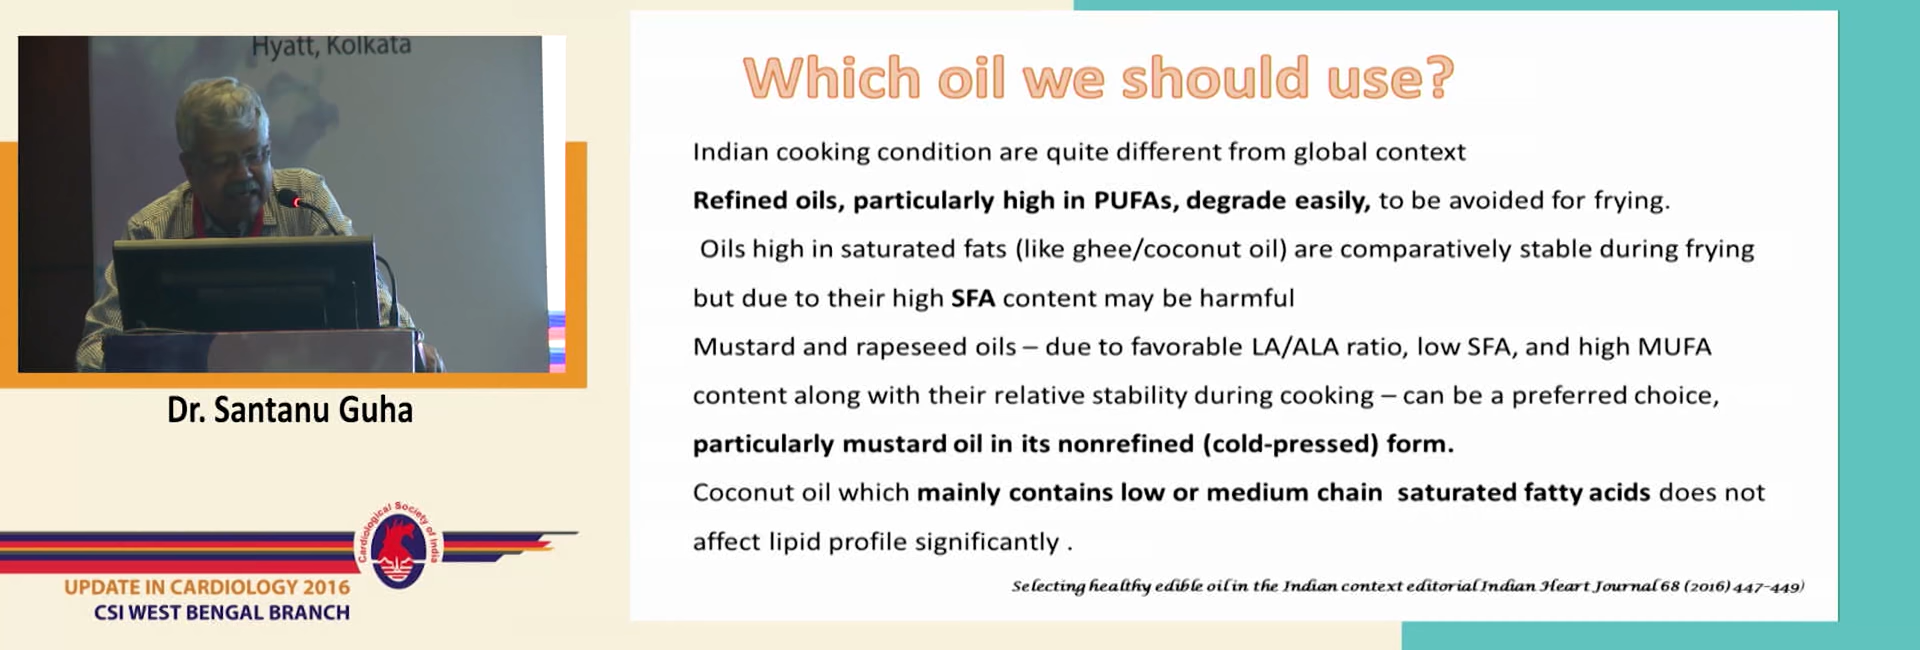 Hyatt, Kolkata
Dr. Santanu Guha
Cardiological Society of India
UPDATE IN CARDIOLOGY 2016
CSI WEST BENGAL BRANCH
Which oil we should use?
Indian cooking condition are quite different from global context
Refined oils, particularly high in PUFAs, degrade easily, to be avoided for frying.
Oils high in saturated fats (like ghee/coconut oil) are comparatively stable during frying
but due to their high SFA content may be harmful
Mustard and rapeseed oils – due to favorable LA/ALA ratio, low SFA, and high MUFA
content along with their relative stability during cooking – can be a preferred choice,
particularly mustard oil in its nonrefined (cold-pressed) form.
Coconut oil which mainly contains low or medium chain saturated fatty acids does not
affect lipid profile significantly .
Selecting healthy edible oil in the Indian context editorial Indian Heart Journal 68 (2016) 447-449)